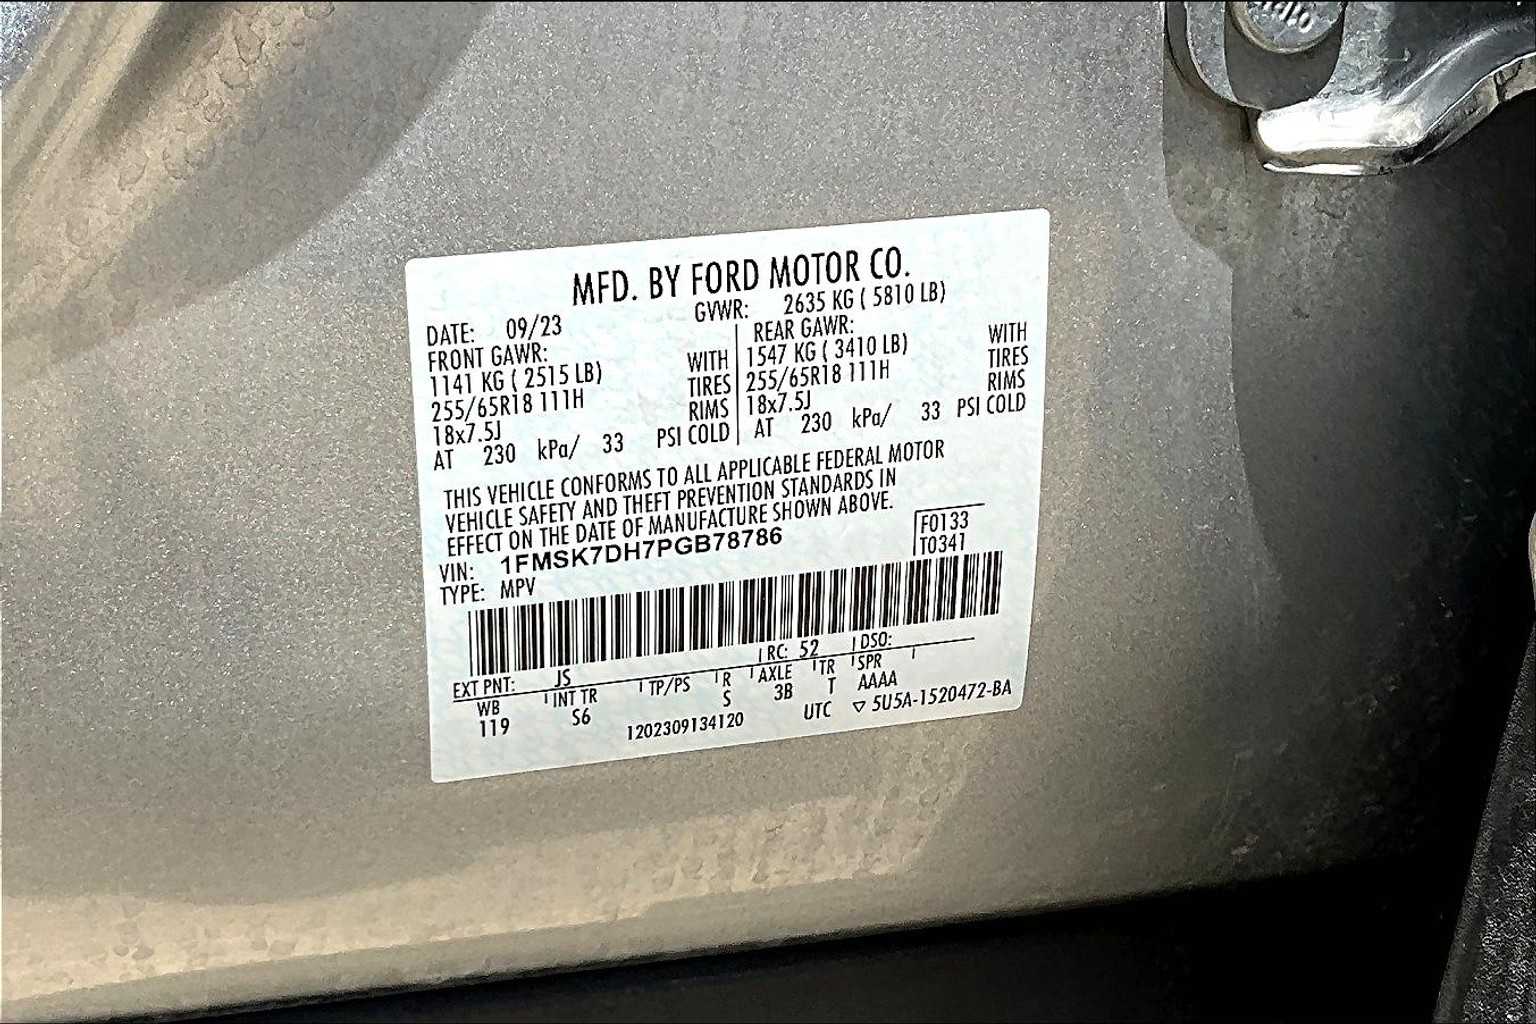 MFD. BY FORD MOTOR CO.
DATE: 09/23 GVWR: 2635 KG ( 5810 LB)
FRONT GAWR:
1141 KG ( 2515 LB) WITH
255/65R18 111H TIRES
18x7.5J RIMS
AT 230 kPa/ 33 PSI COLD
REAR GAWR: WITH
1547 KG ( 3410 LB) TIRES
255/65R18 111H RIMS
18x7.5J
AT 230 kPa/ 33 PSI COLD
THIS VEHICLE CONFORMS TO ALL APPLICABLE FEDERAL MOTOR
VEHICLE SAFETY AND THEFT PREVENTION STANDARDS IN
EFFECT ON THE DATE OF MANUFACTURE SHOWN ABOVE.
VIN: 1FMSK7DH7PGB78786
TYPE: MPV
F0133
T0341
EXT PNT: JS RC: 52 DSO:
WB INT TR TP/PS R AXLE TR SPR
119 S6 S 3B T AAAA
1202309134120 UTC ▽ 5U5A-1520472-BA